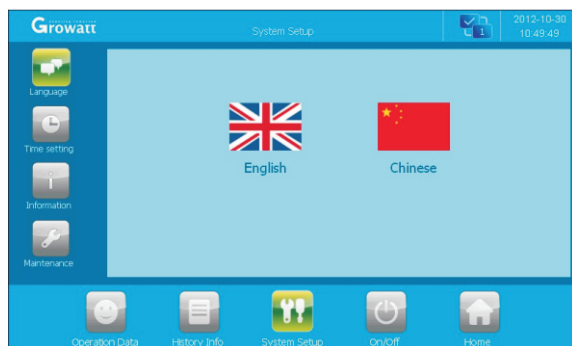 Growatt
System Setup
1
2012-10-30
10:49:49
Language
Time setting
Information
Maintenance
English
Chinese
Operation Data
History Info
System Setup
On/Off
Home